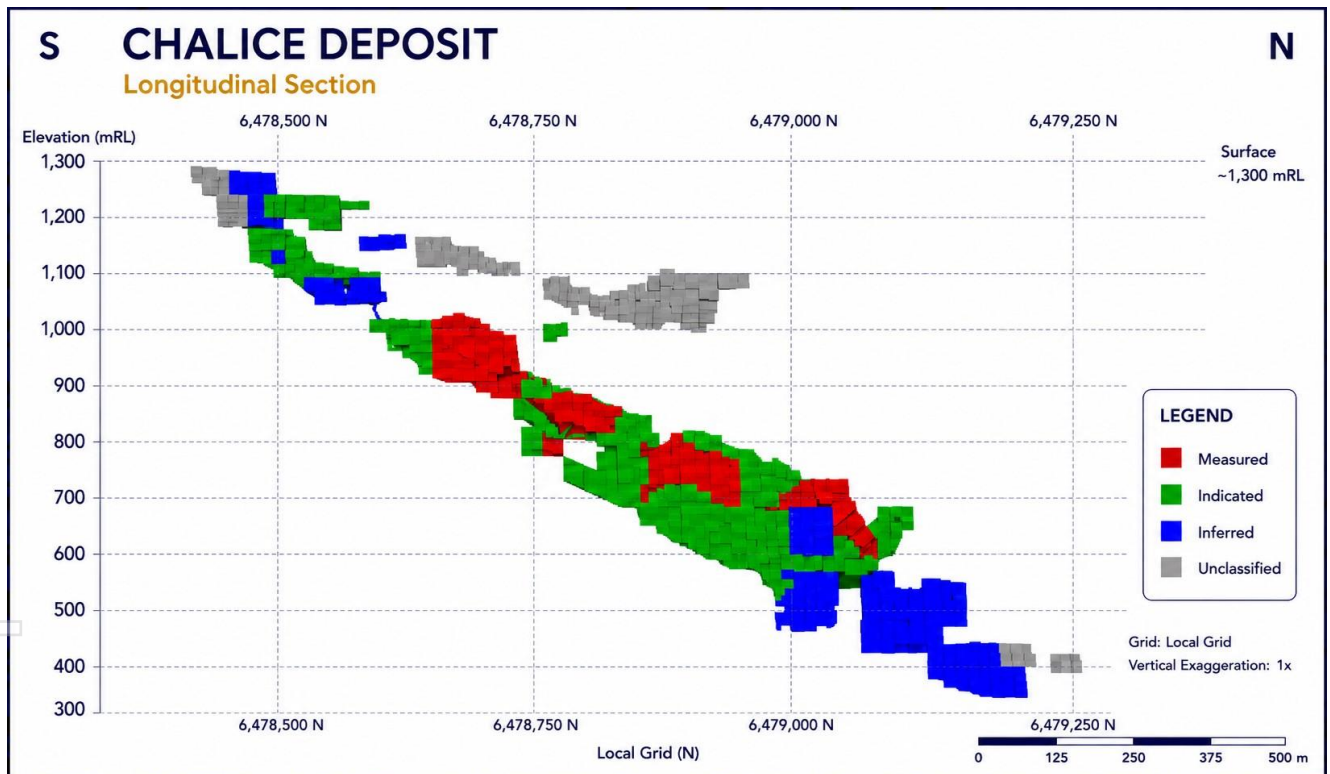 S
CHALICE DEPOSIT
N
Longitudinal Section
6,478,500 N
6,478,750 N
6,479,000 N
6,479,250 N
Elevation (mRL)
Surface
~1,300 mRL
1,300
1,200
1,100
1,000
900
800
700
600
500
400
300
LEGEND
Measured
Indicated
Inferred
Unclassified
Grid: Local Grid
Vertical Exaggeration: 1x
6,478,500 N
6,478,750 N
6,479,000 N
6,479,250 N
Local Grid (N)
0
125
250
375
500 m